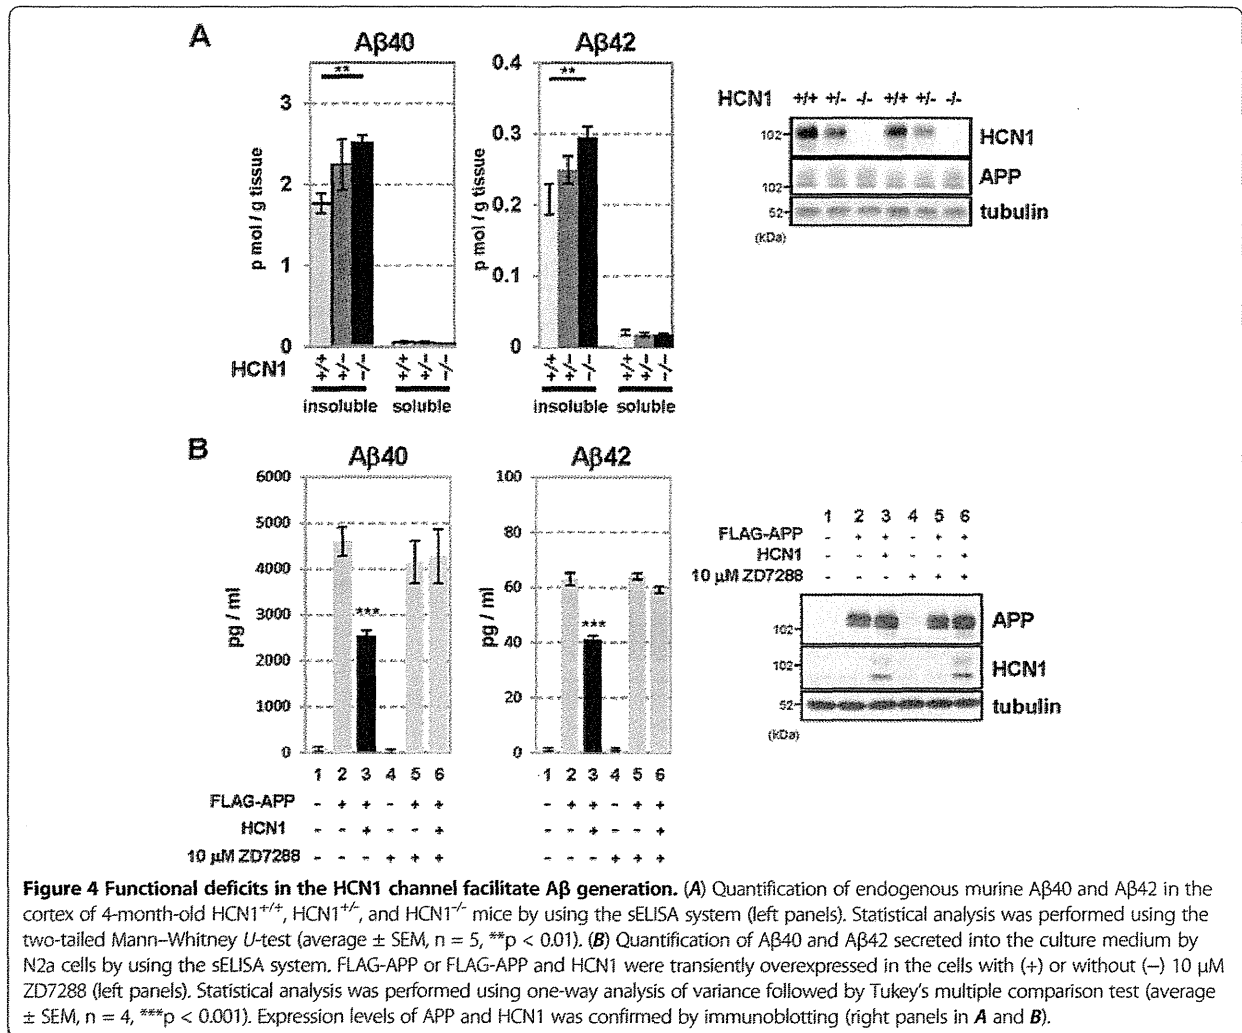 A
Aβ40
Aβ42
p mol / g tissue
3
2
1
0
p mol / g tissue
0.4
0.3
0.2
0.1
0
**
**
HCN1 +/+ +/- -/- +/+ +/- -/-
+/+ +/- -/- +/+ +/- -/-
insoluble soluble
insoluble soluble
HCN1 +/+ +/- -/- +/+ +/- -/-
102 HCN1
102 APP
52 tubulin
(kDa)
B
Aβ40
Aβ42
pg / ml
6000
5000
4000
3000
2000
1000
0
***
pg / ml
100
80
60
40
20
0
***
1 2 3 4 5 6
1 2 3 4 5 6
FLAG-APP - + + - + + - + + - + +
HCN1 - - + - - + - - + - - +
10 µM ZD7288 - - - + + + - - - + + +
1 2 3 4 5 6
FLAG-APP - + + - + +
HCN1 - - + - - +
10 µM ZD7288 - - - + + +
102 APP
102 HCN1
52 tubulin
(kDa)
Figure 4 Functional deficits in the HCN1 channel facilitate Aβ generation. (A) Quantification of endogenous murine Aβ40 and Aβ42 in the
cortex of 4-month-old HCN1+/+, HCN1+/-, and HCN1-/- mice by using the sELISA system (left panels). Statistical analysis was performed using the
two-tailed Mann–Whitney U-test (average ± SEM, n = 5, **p < 0.01). (B) Quantification of Aβ40 and Aβ42 secreted into the culture medium by
N2a cells by using the sELISA system. FLAG-APP or FLAG-APP and HCN1 were transiently overexpressed in the cells with (+) or without (−) 10 µM
ZD7288 (left panels). Statistical analysis was performed using one-way analysis of variance followed by Tukey's multiple comparison test (average
± SEM, n = 4, ***p < 0.001). Expression levels of APP and HCN1 was confirmed by immunoblotting (right panels in A and B).